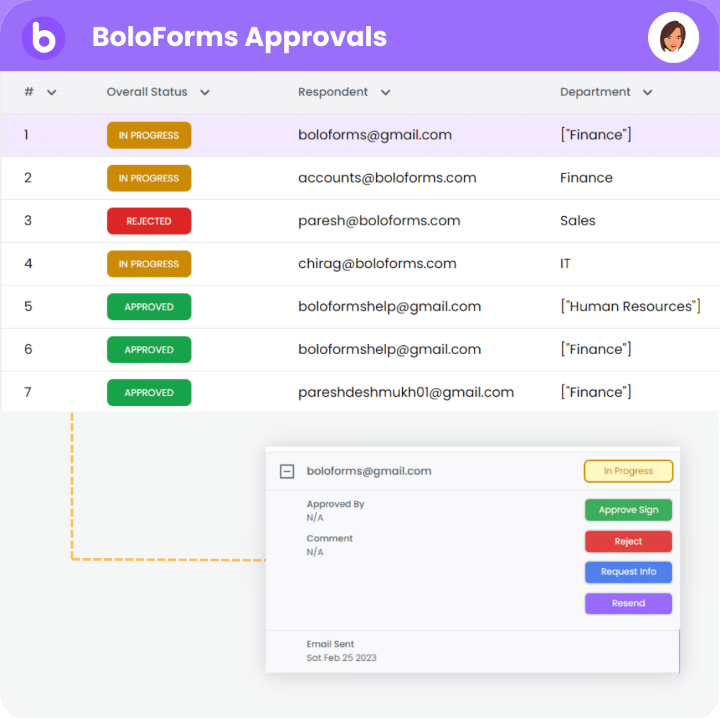 b BoloForms Approvals
# Overall Status Respondent Department
1 IN PROGRESS boloforms@gmail.com ["Finance"]
2 IN PROGRESS accounts@boloforms.com Finance
3 REJECTED paresh@boloforms.com Sales
4 IN PROGRESS chirag@boloforms.com IT
5 APPROVED boloformshelp@gmail.com ["Human Resources"]
6 APPROVED boloformshelp@gmail.com ["Finance"]
7 APPROVED pareshdeshmukh01@gmail.com ["Finance"]
boloforms@gmail.com In Progress
Approved By
N/A
Comment
N/A
Approve Sign
Reject
Request Info
Resend
Email Sent
Sat Feb 25 2023